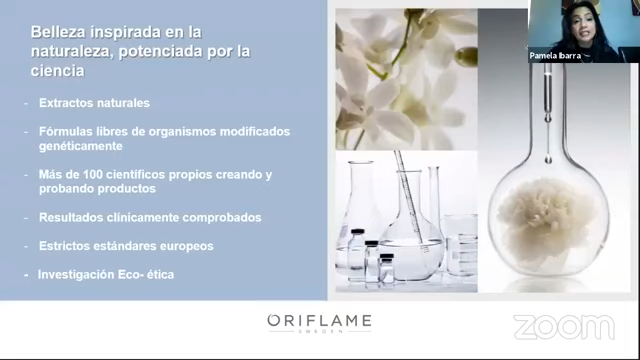 Belleza inspirada en la
naturaleza, potenciada por la
ciencia
- Extractos naturales
- Fórmulas libres de organismos modificados
genéticamente
- Más de 100 científicos propios creando y
probando productos
- Resultados clínicamente comprobados
- Estrictos estándares europeos
- Investigación Eco- ética
Pamela Ibarra
ORIFLAME
SWEDEN
zoom